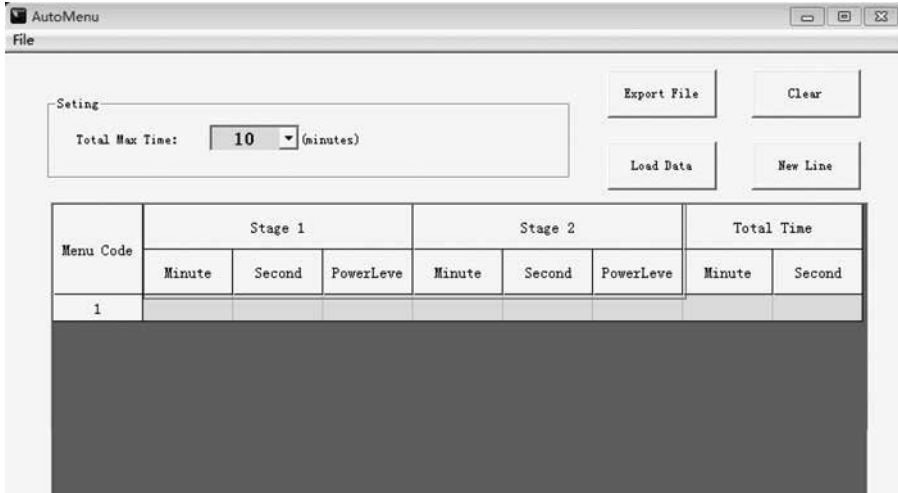 AutoMenu
File
Seting
Total Max Time: 10 (minutes)
Export File
Clear
Load Data
New Line
Menu Code
Stage 1
Stage 2
Total Time
Minute Second PowerLeve Minute Second PowerLeve Minute Second
1